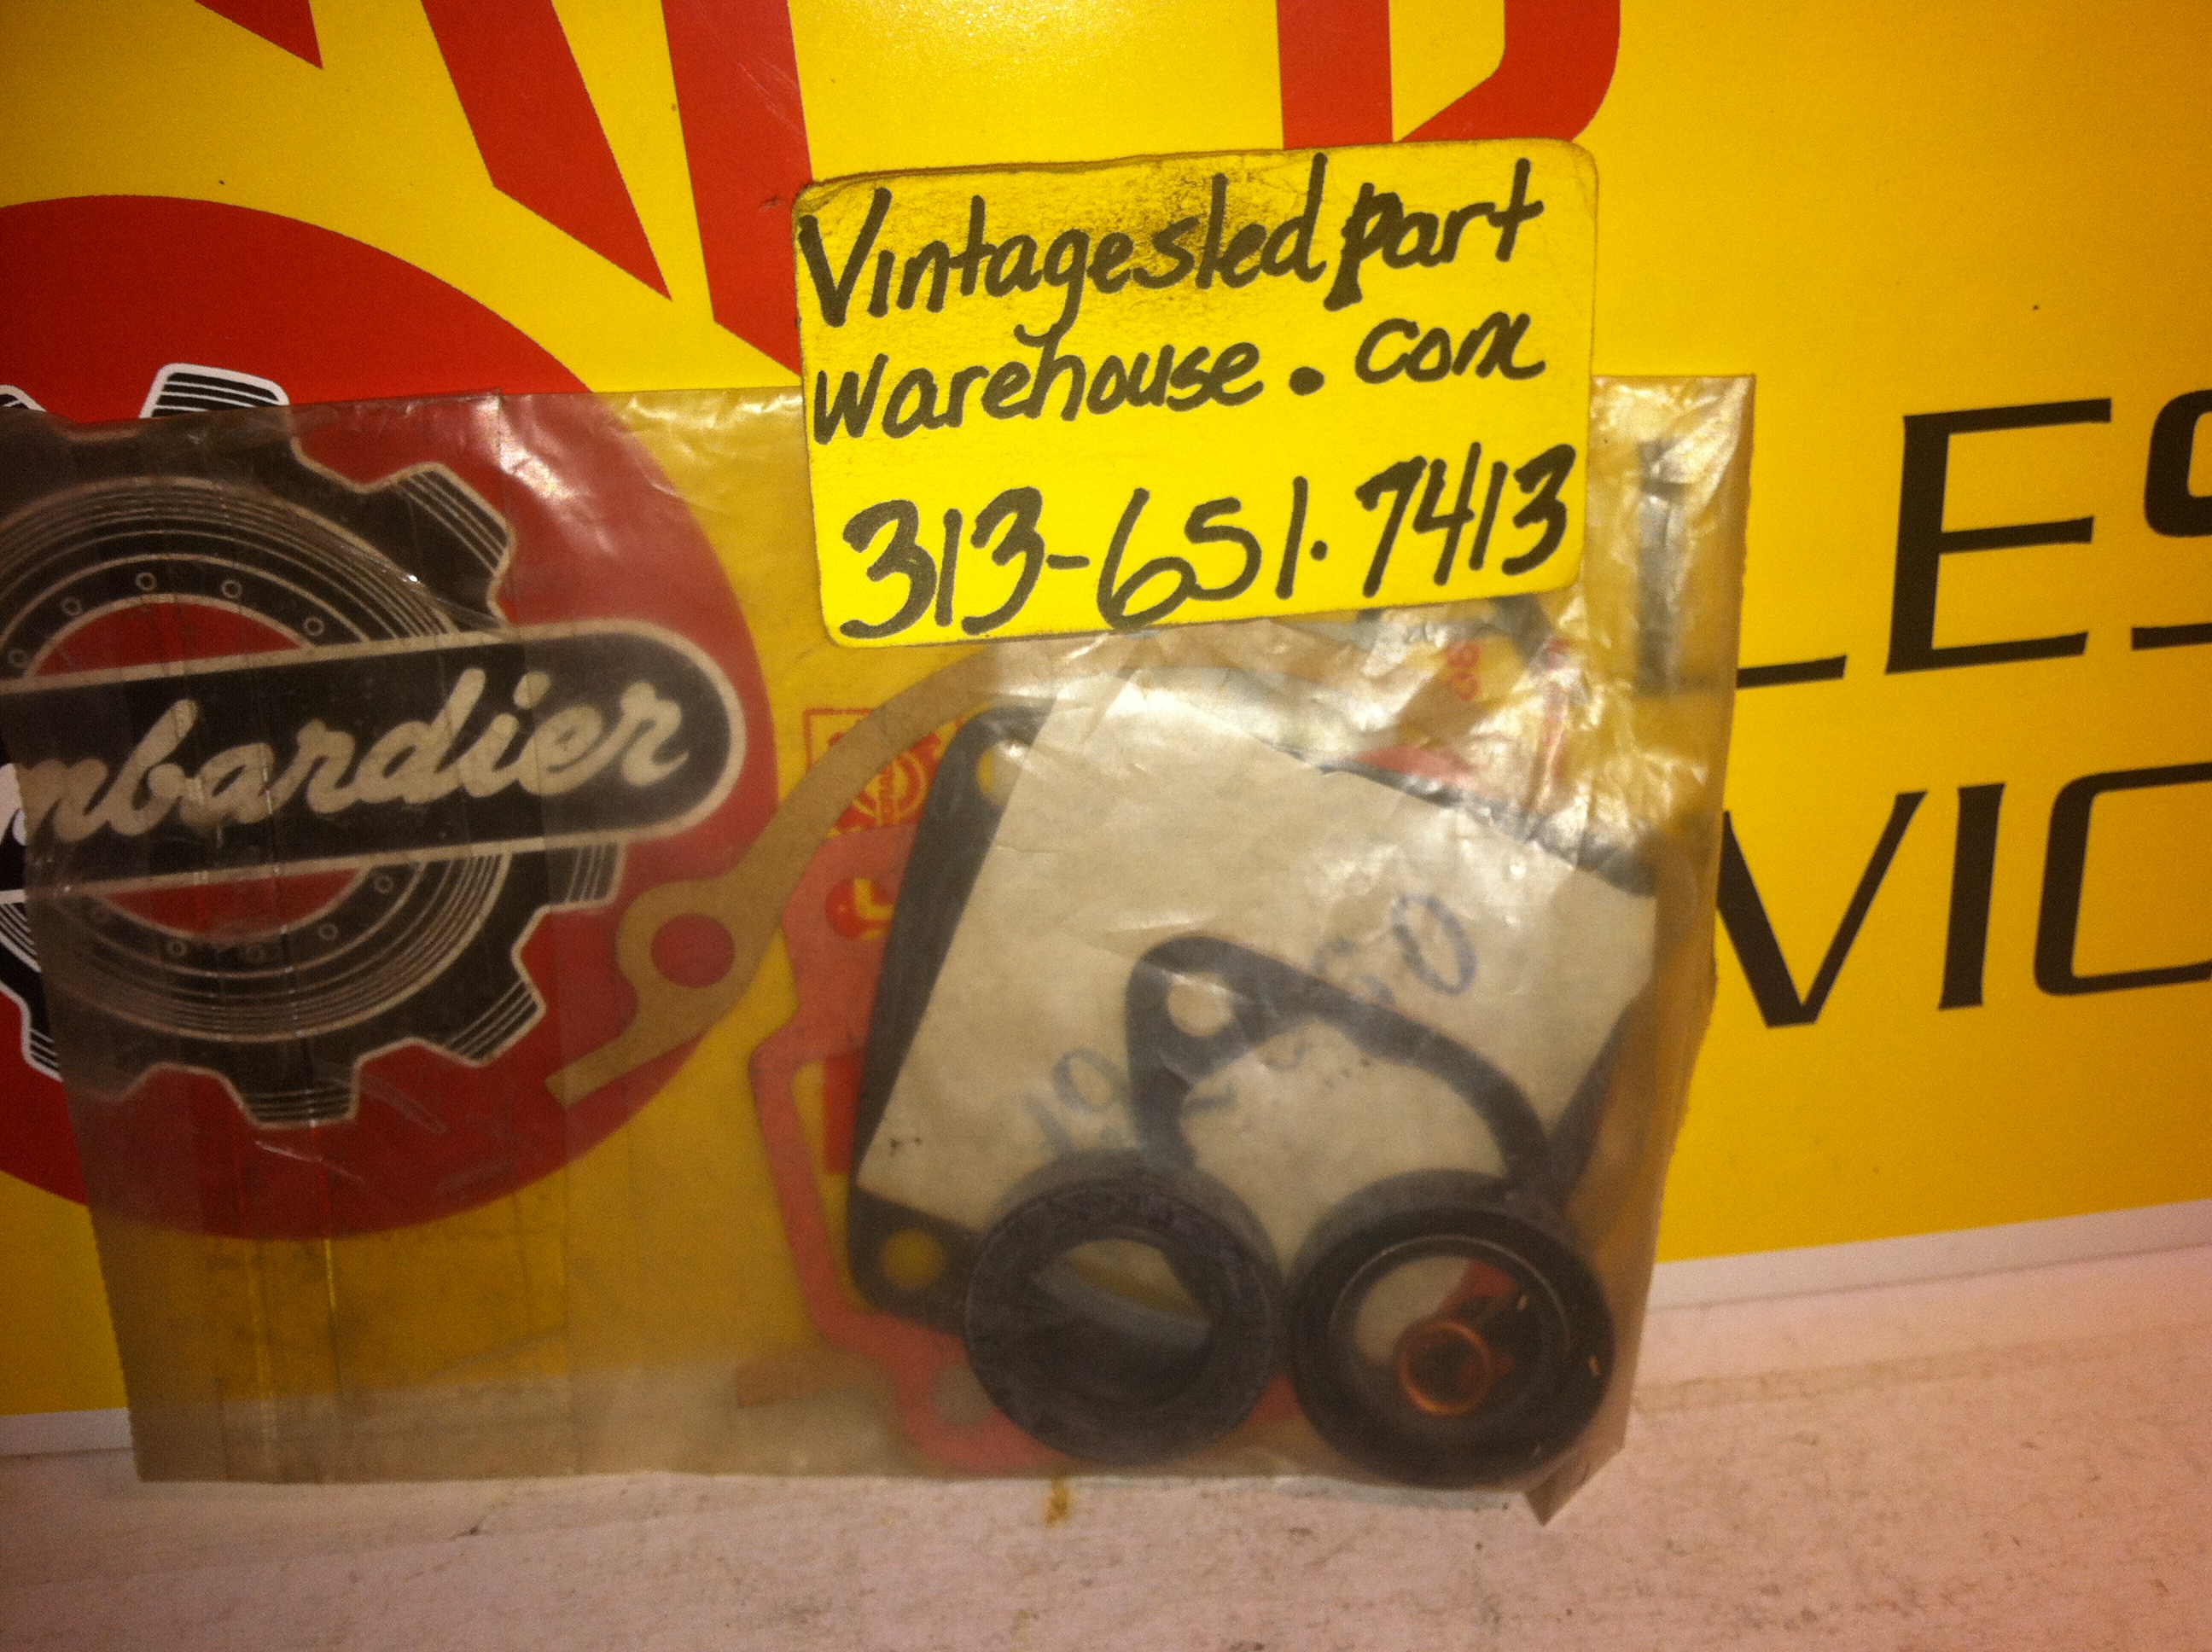 Vintagesledpart
warehouse.com
313-651.7413
LES
mbardier
VIC